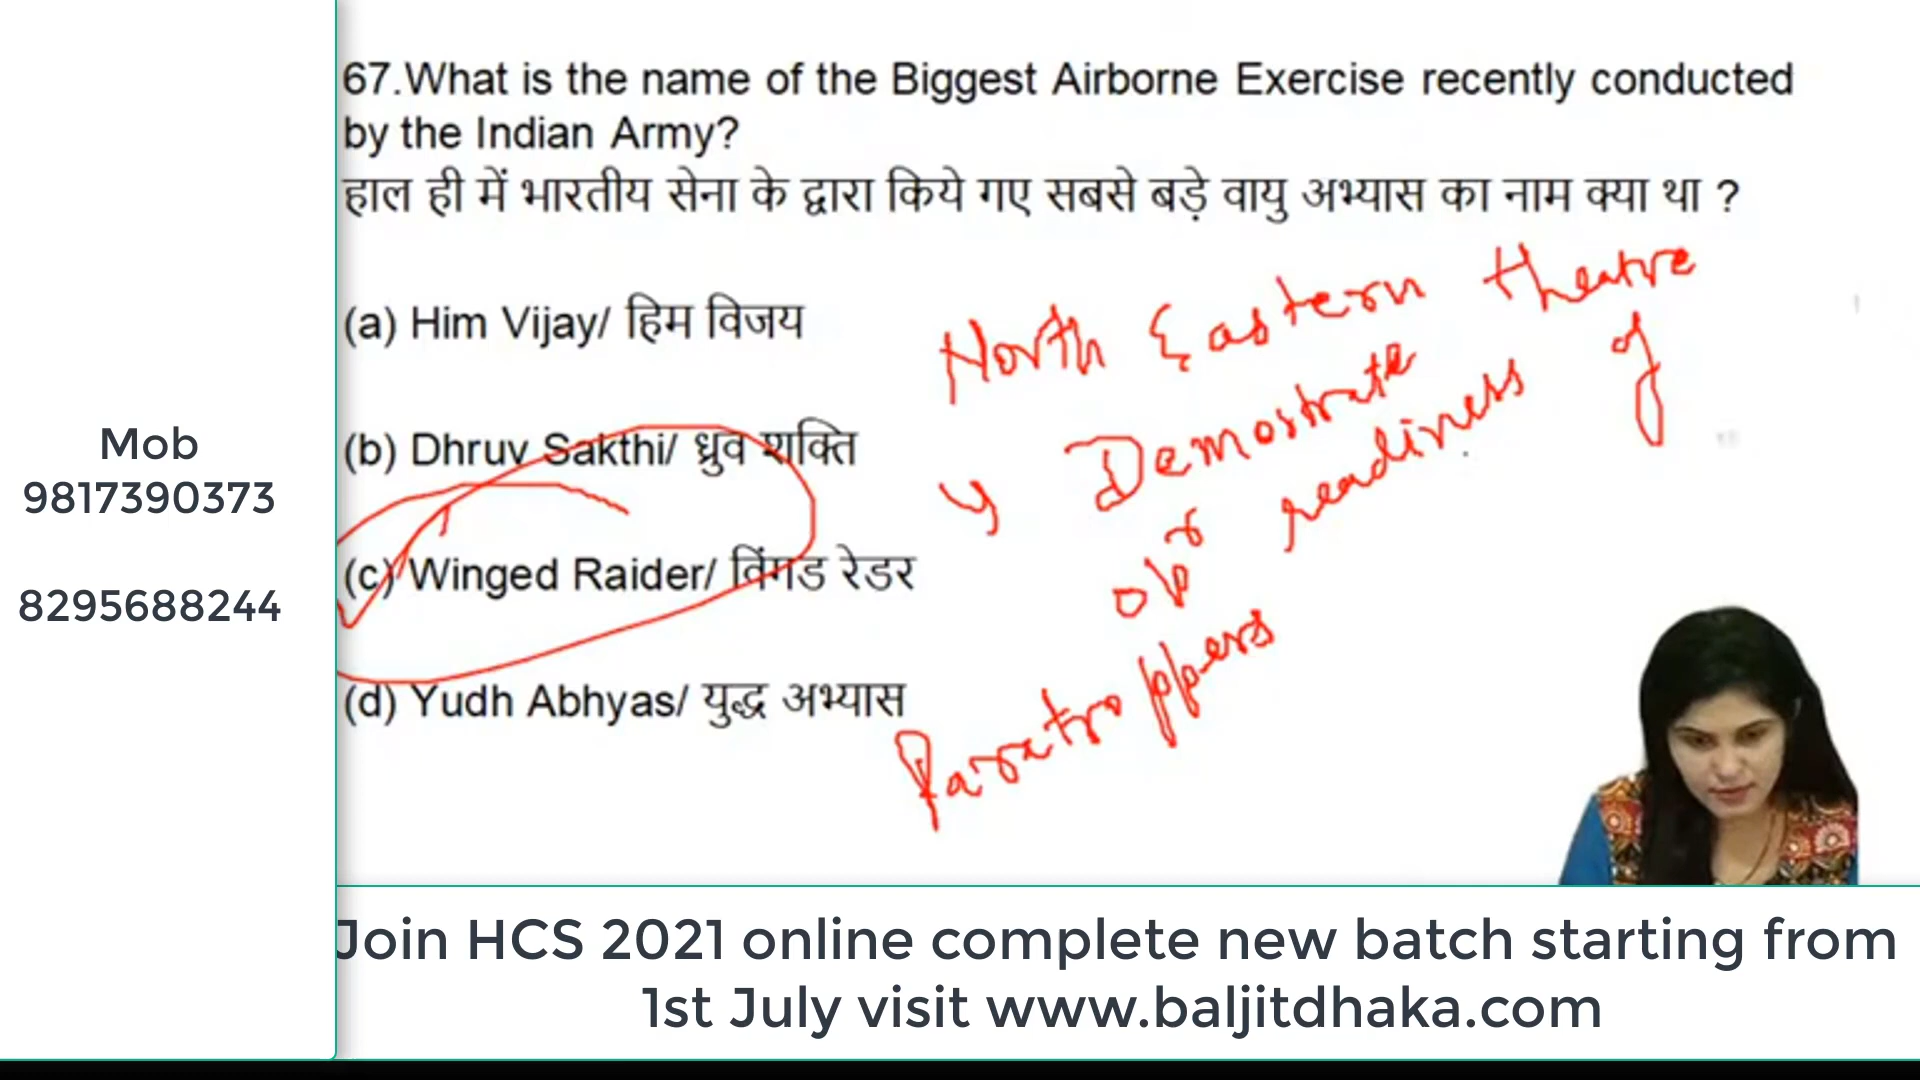 67.What is the name of the Biggest Airborne Exercise recently conducted
by the Indian Army?
हाल ही में भारतीय सेना के द्वारा किये गए सबसे बड़े वायु अभ्यास का नाम क्या था ?
(a) Him Vijay/ हिम विजय
(b) Dhruv Sakthi/ ध्रुव शक्ति
(c) Winged Raider/ विंगड रेडर
(d) Yudh Abhyas/ युद्ध अभ्यास
North Eastern theatre
Demostrate
readiness of
Paratroppers
Mob
9817390373
8295688244
Join HCS 2021 online complete new batch starting from
1st July visit www.baljitdhaka.com